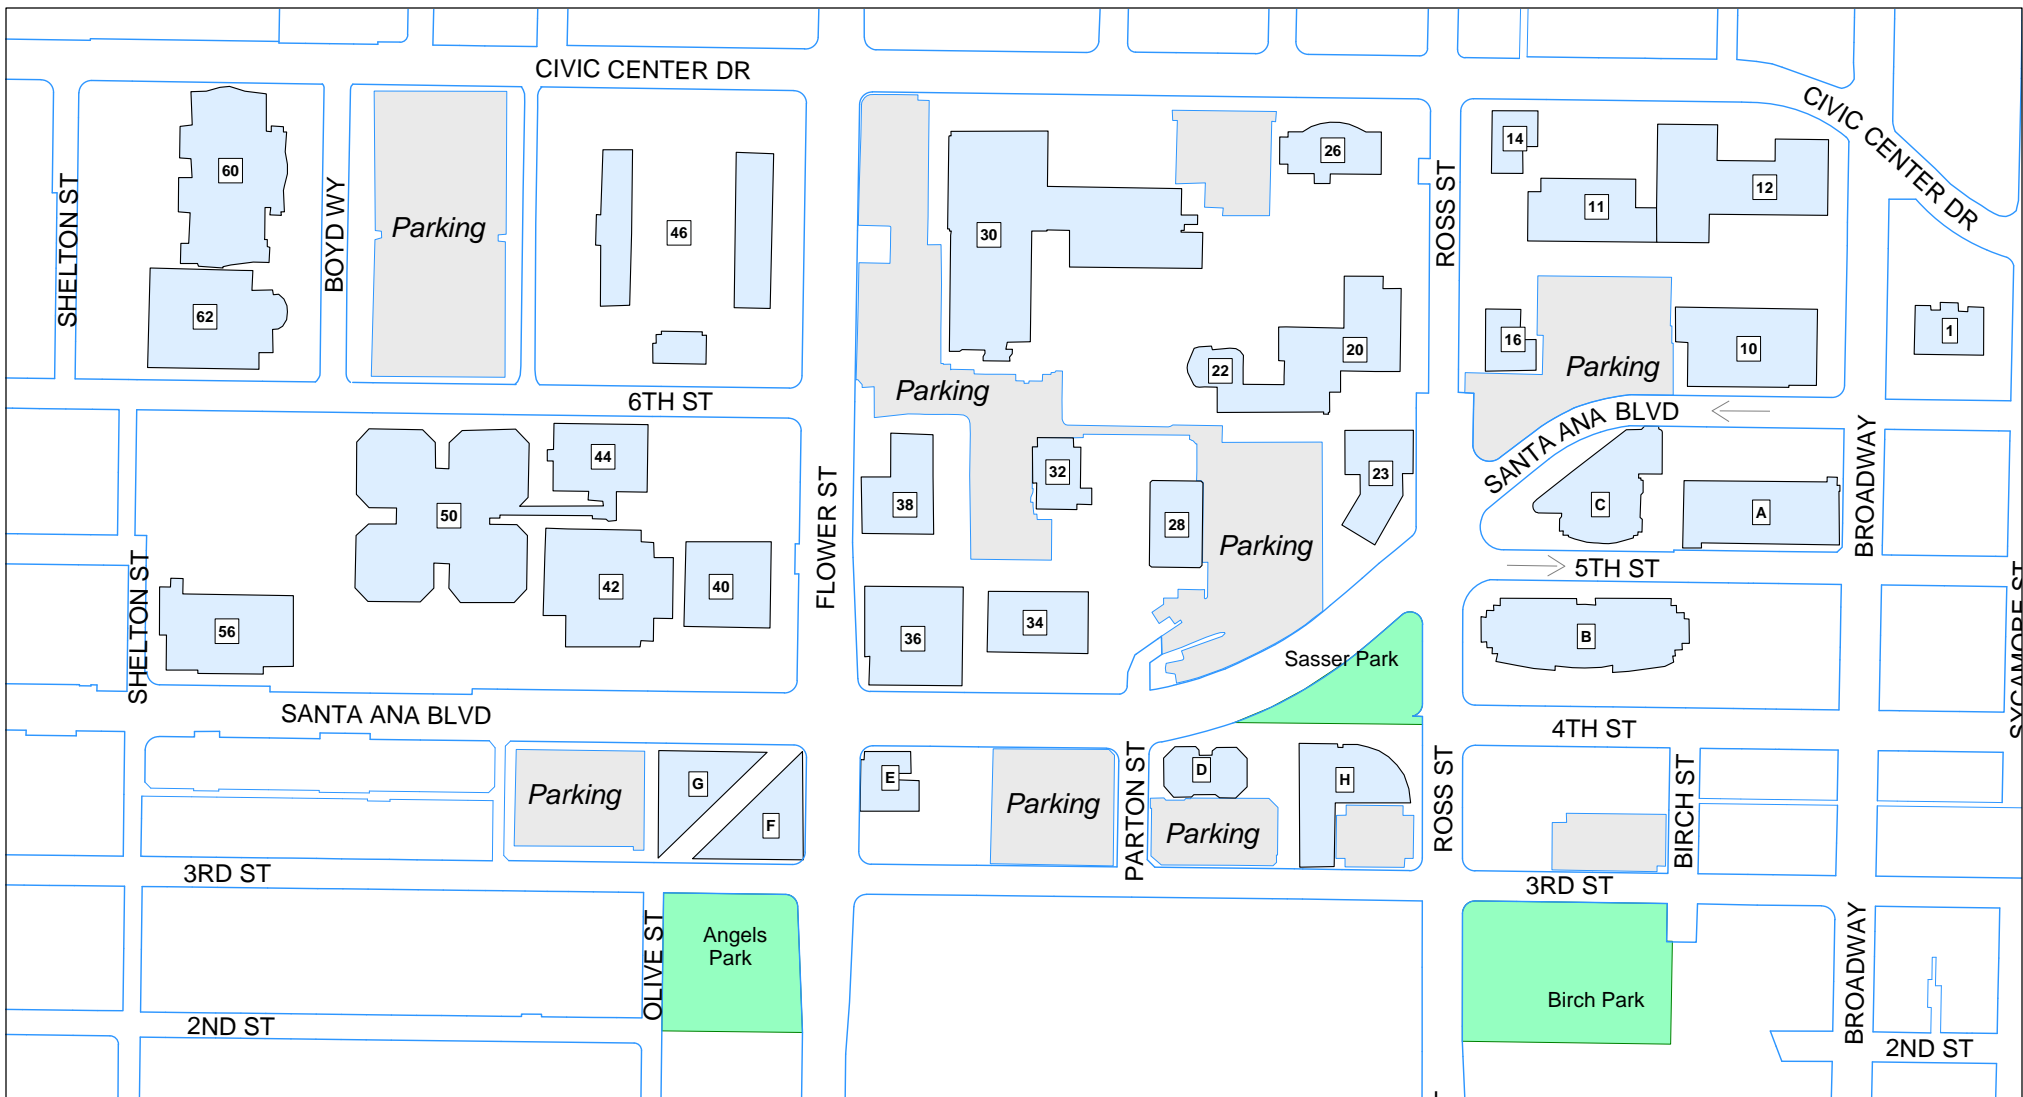 CIVIC CENTER DR
CIVIC CENTER DR
SHELTON ST
BOYD WY
ROSS ST
60
62
Parking
46
30
26
14
11
12
1
20
22
16
10
Parking
Parking
6TH ST
SANTA ANA BLVD
BROADWAY
44
50
42
40
56
FLOWER ST
38
32
28
23
36
34
Parking
C
A
5TH ST
B
SHELTON ST
SYCAMORE ST
Sasser Park
SANTA ANA BLVD
4TH ST
Parking
G
F
E
Parking
PARTON ST
D
Parking
H
ROSS ST
BIRCH ST
3RD ST
3RD ST
OLIVE ST
Angels
Park
Birch Park
BROADWAY
2ND ST
2ND ST